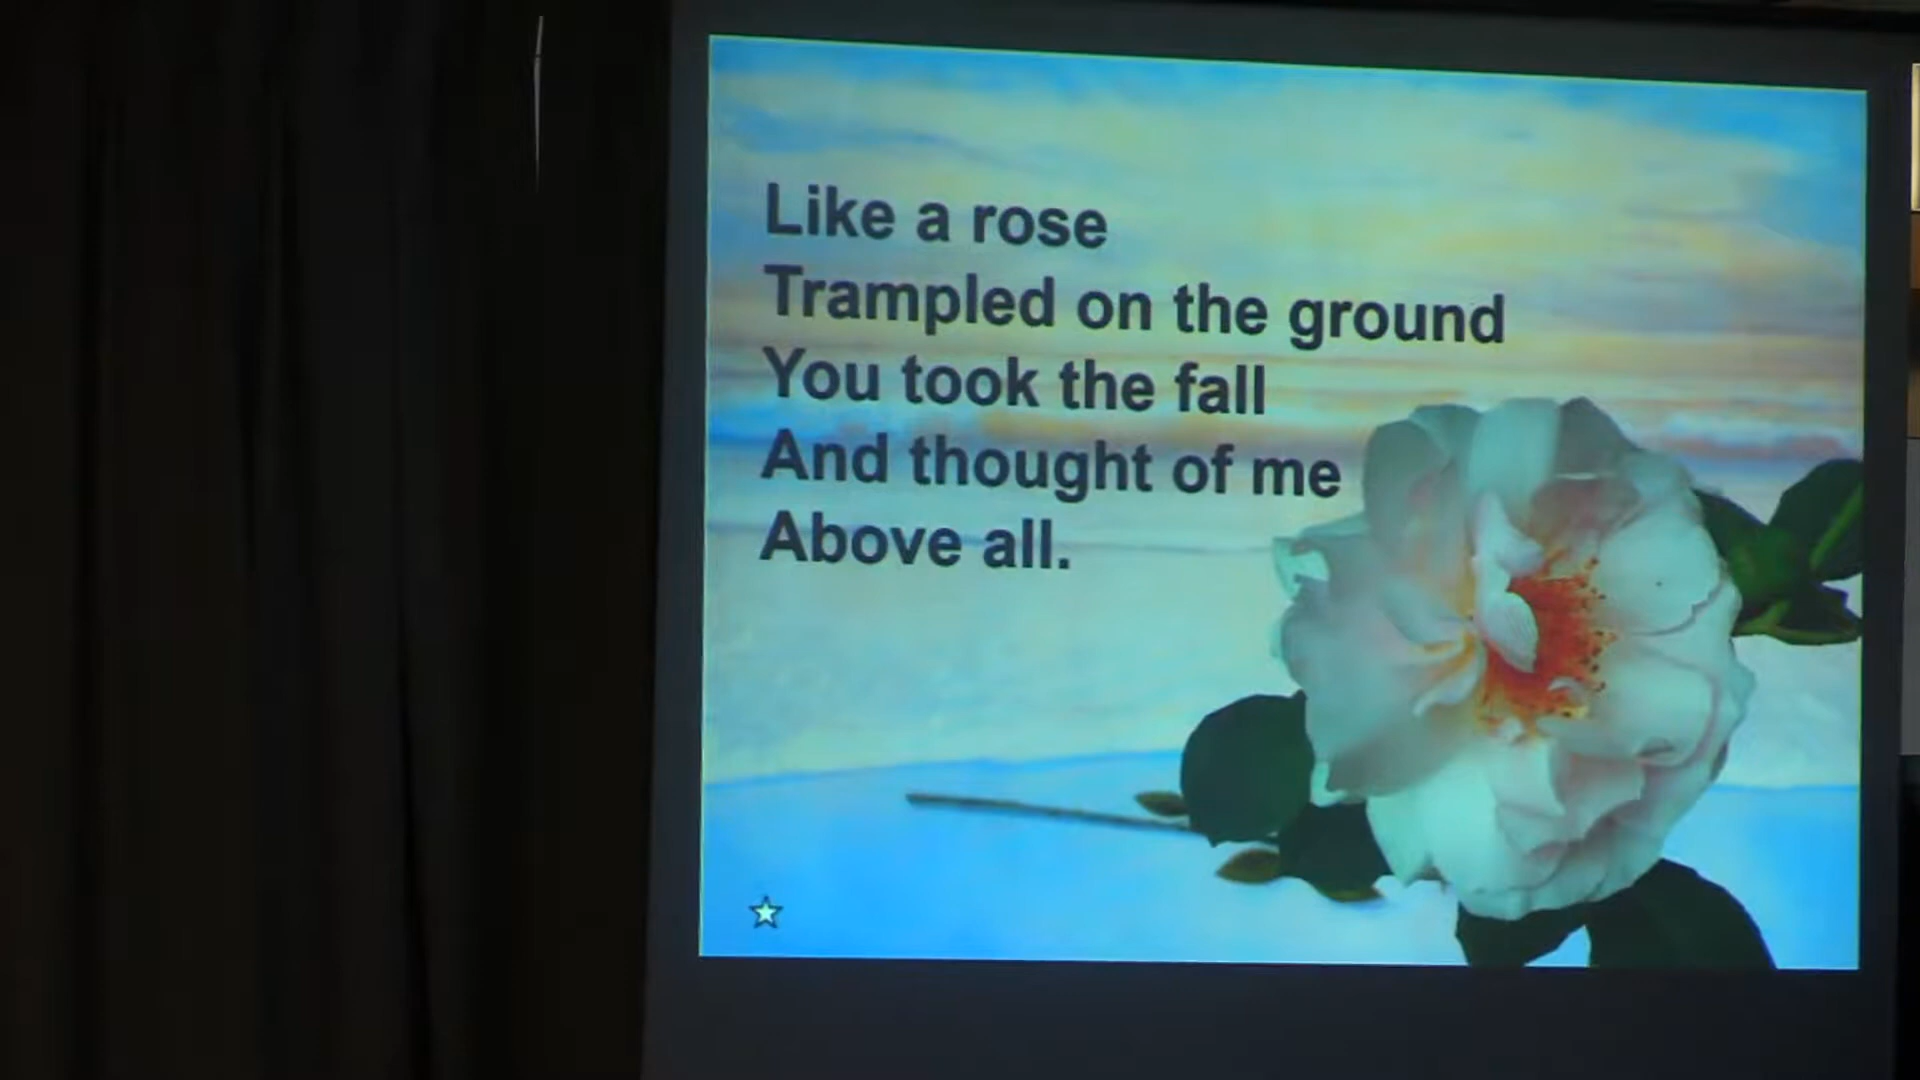 Like a rose
Trampled on the ground
You took the fall
And thought of me
Above all.